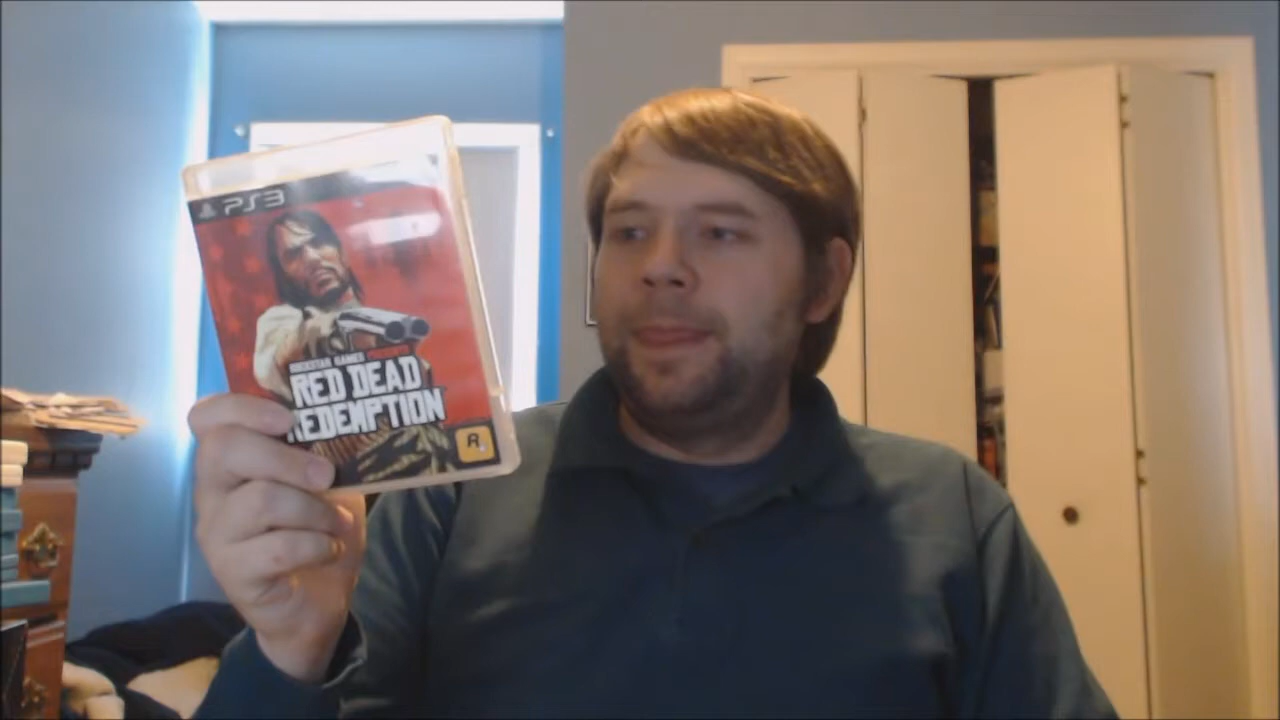 PS3
ROCKSTAR GAMES PRESENTS
RED DEAD
REDEMPTION
R